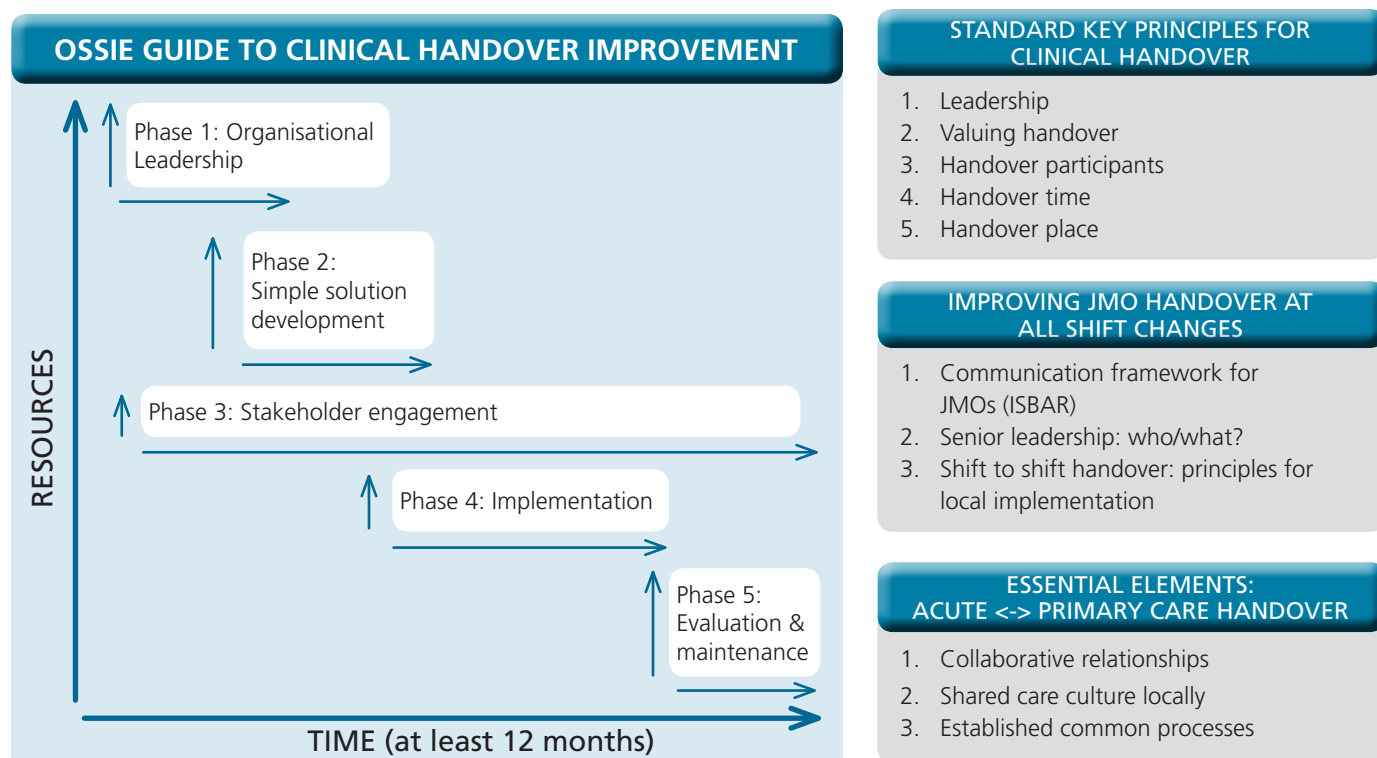 OSSIE GUIDE TO CLINICAL HANDOVER IMPROVEMENT
Phase 1: Organisational
Leadership
Phase 2:
Simple solution
development
Phase 3: Stakeholder engagement
Phase 4: Implementation
Phase 5:
Evaluation &
maintenance
RESOURCES
TIME (at least 12 months)
STANDARD KEY PRINCIPLES FOR
CLINICAL HANDOVER
1. Leadership
2. Valuing handover
3. Handover participants
4. Handover time
5. Handover place
IMPROVING JMO HANDOVER AT
ALL SHIFT CHANGES
1. Communication framework for
JMOs (ISBAR)
2. Senior leadership: who/what?
3. Shift to shift handover: principles for
local implementation
ESSENTIAL ELEMENTS:
ACUTE <-> PRIMARY CARE HANDOVER
1. Collaborative relationships
2. Shared care culture locally
3. Established common processes